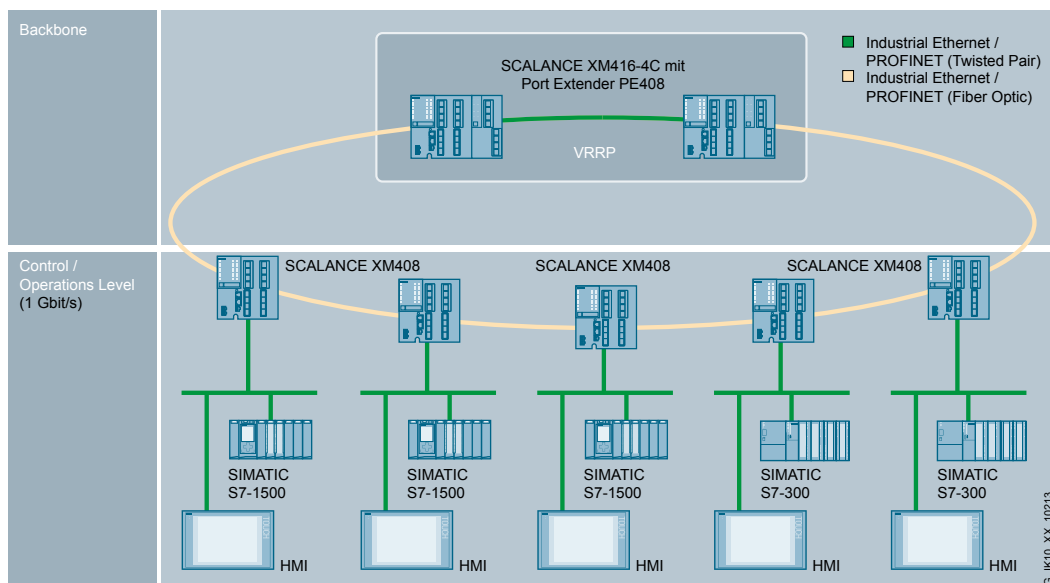 Backbone
SCALANCE XM416-4C mit
Port Extender PE408
VRRP
Industrial Ethernet /
PROFINET (Twisted Pair)
Industrial Ethernet /
PROFINET (Fiber Optic)
Control /
Operations Level
(1 Gbit/s)
SCALANCE XM408
SCALANCE XM408
SCALANCE XM408
SIMATIC
S7-1500
SIMATIC
S7-1500
SIMATIC
S7-1500
SIMATIC
S7-300
SIMATIC
S7-300
HMI
HMI
HMI
HMI
HMI
IK10_XX_10213